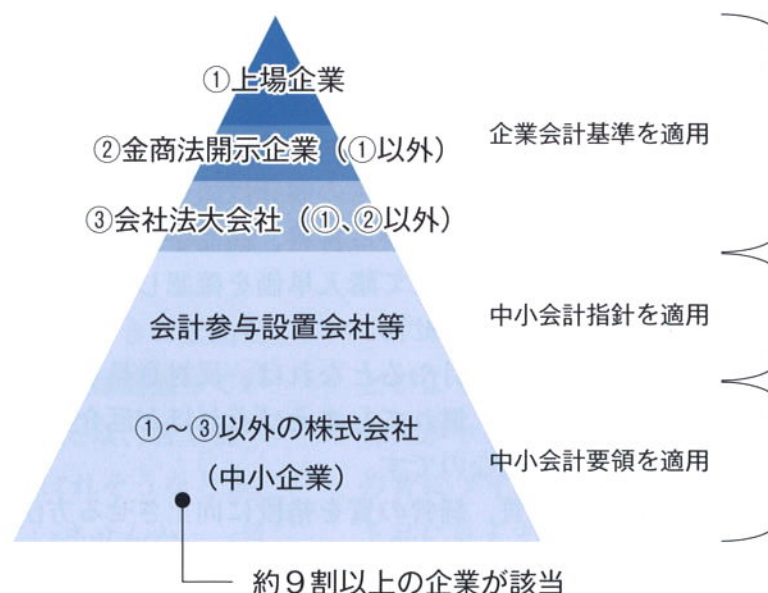 ①上場企業
②金商法開示企業（①以外）
企業会計基準を適用
③会社法大会社（①、②以外）
会計参与設置会社等
中小会計指針を適用
①〜③以外の株式会社
（中小企業）
中小会計要領を適用
約９割以上の企業が該当